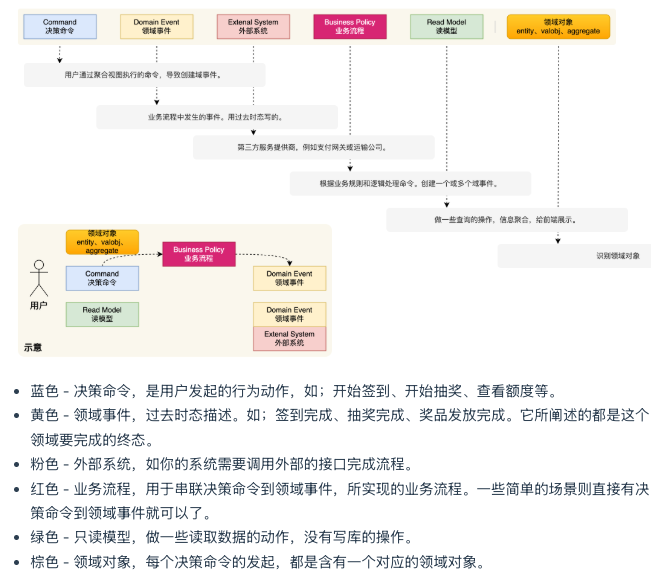 Command
决策命令
Domain Event
领域事件
Extenal System
外部系统
Business Policy
业务流程
Read Model
读模型
领域对象
entity、valobj、aggregate
用户通过聚合视图执行的命令，导致创建域事件。
业务流程中发生的事件。用过去时态写的。
第三方服务提供商，例如支付网关或运输公司。
根据业务规则和逻辑处理命令。创建一个或多个域事件。
做一些查询的操作，信息聚合，给前端展示。
识别领域对象
领域对象
entity、valobj、
aggregate
Business Policy
业务流程
Command
决策命令
Domain Event
领域事件
用户
Read Model
读模型
Domain Event
领域事件
Extenal System
外部系统
示意
• 蓝色 - 决策命令，是用户发起的行为动作，如；开始签到、开始抽奖、查看额度等。
• 黄色 - 领域事件，过去时态描述。如；签到完成、抽奖完成、奖品发放完成。它所阐述的都是这个
领域要完成的终态。
• 粉色 - 外部系统，如你的系统需要调用外部的接口完成流程。
• 红色 - 业务流程，用于串联决策命令到领域事件，所实现的业务流程。一些简单的场景则直接有决
策命令到领域事件就可以了。
• 绿色 - 只读模型，做一些读取数据的动作，没有写库的操作。
• 棕色 - 领域对象，每个决策命令的发起，都是含有一个对应的领域对象。